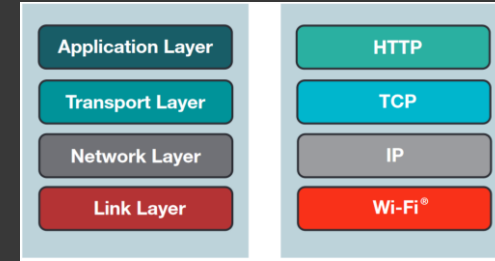 Application Layer
Transport Layer
Network Layer
Link Layer
HTTP
TCP
IP
Wi-Fi®